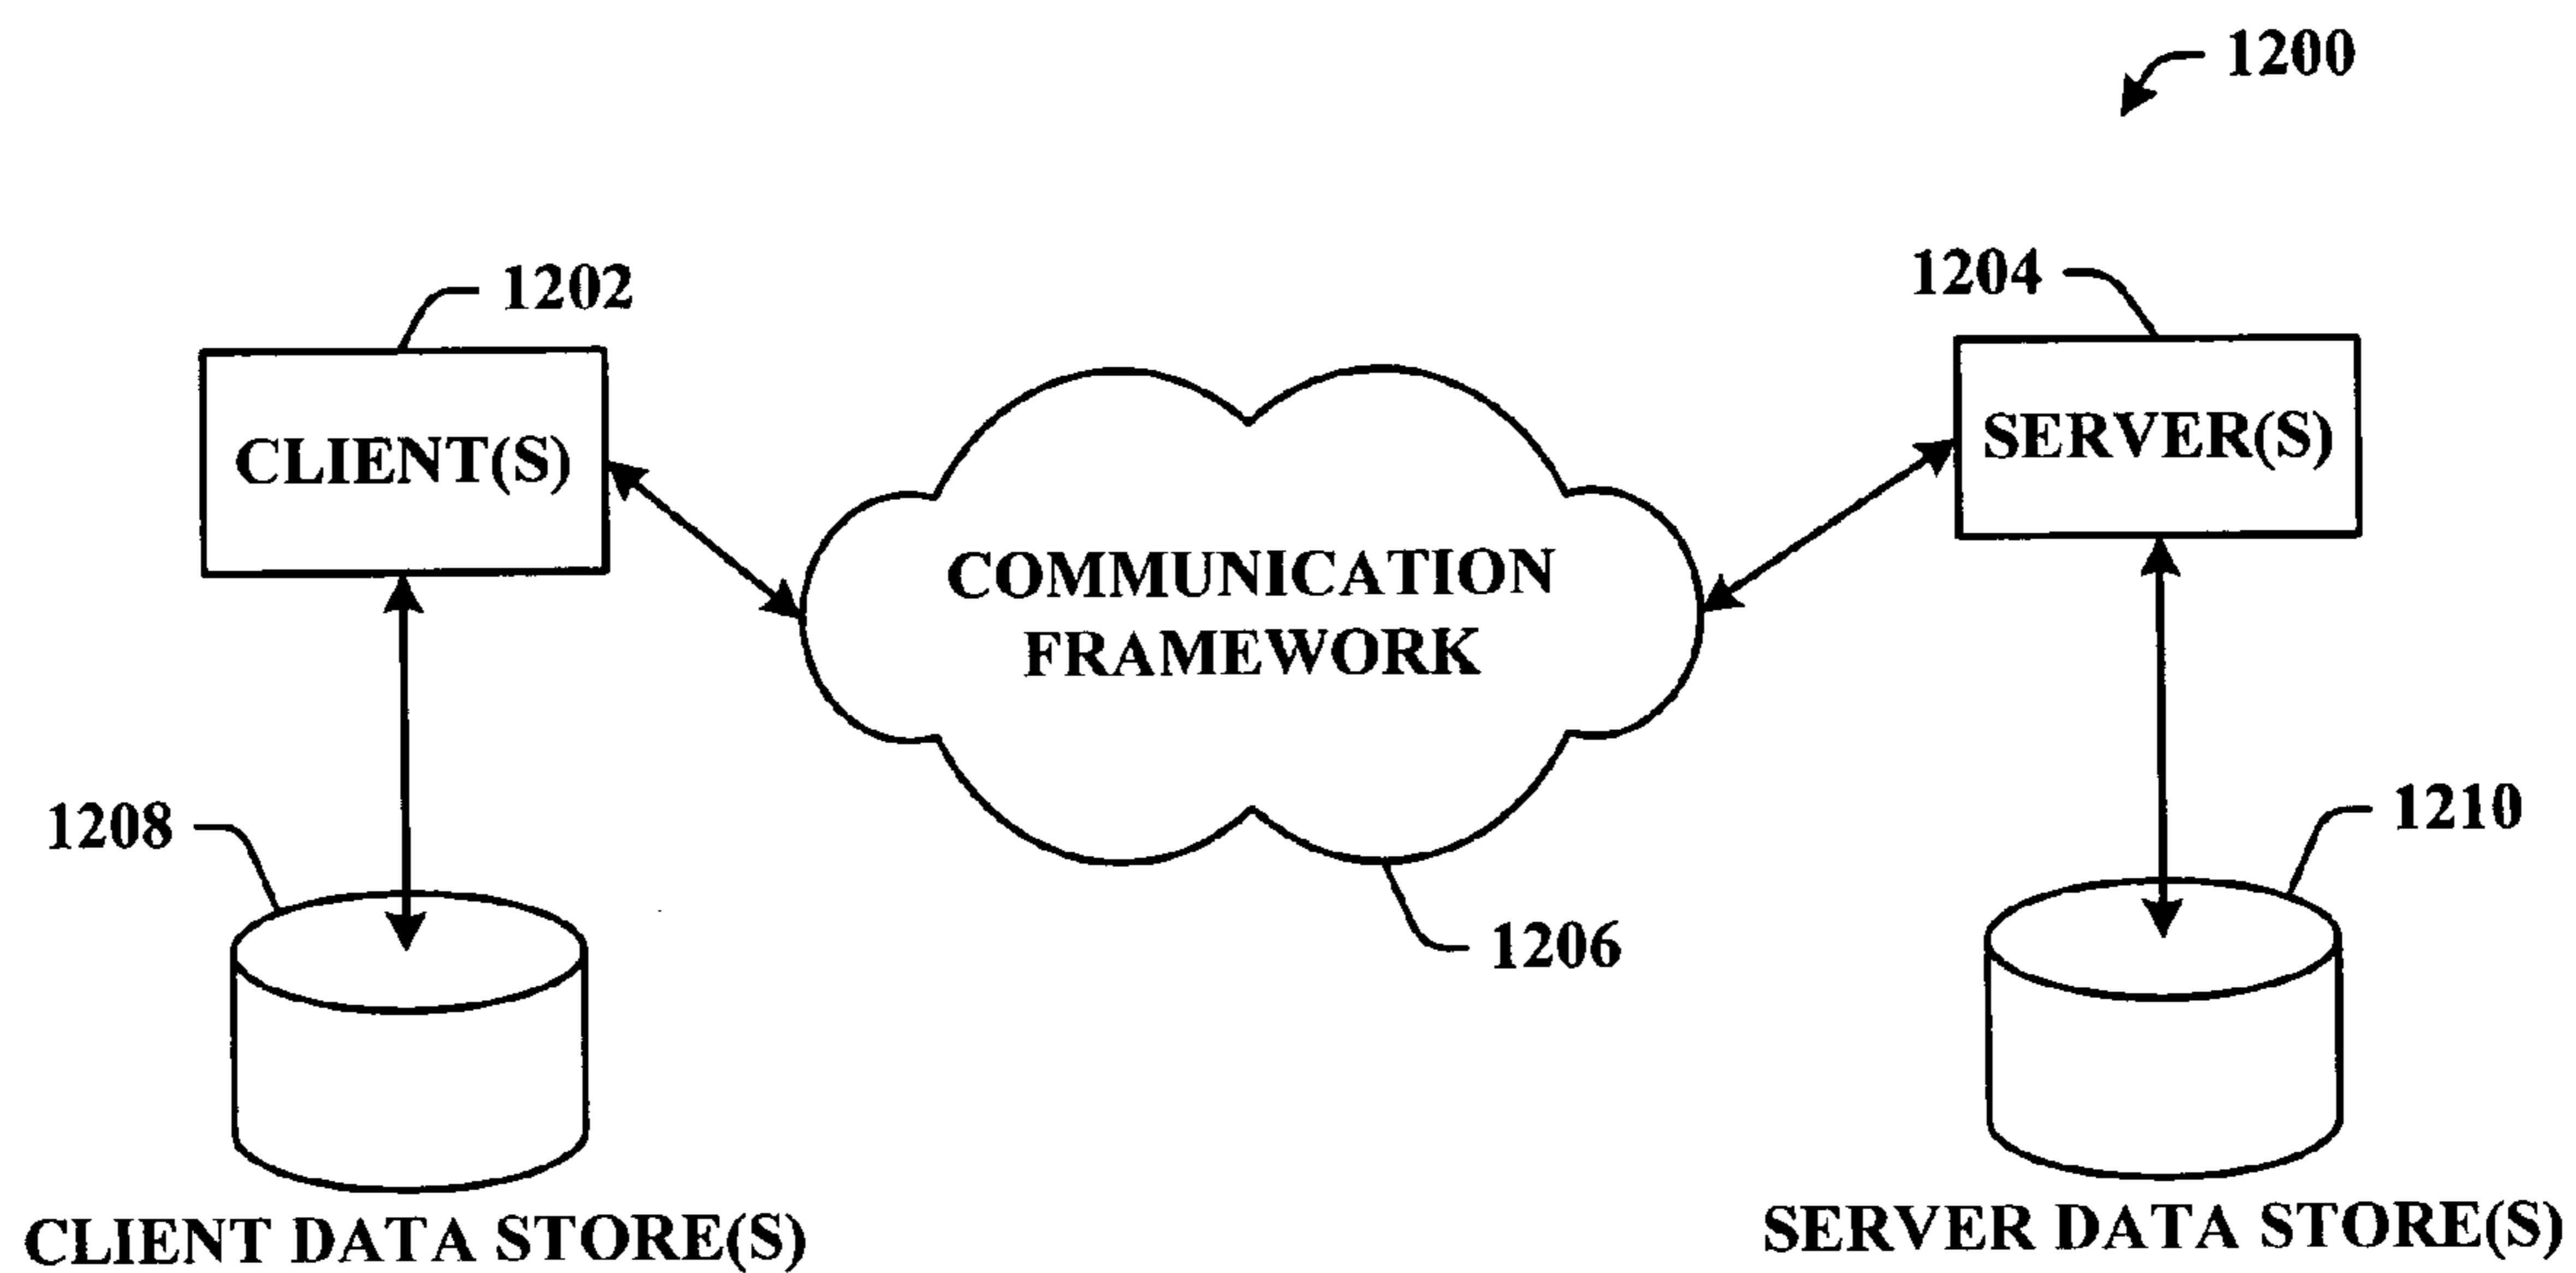 1200
1202
1204
CLIENT(S)
SERVER(S)
COMMUNICATION
FRAMEWORK
1208
1210
1206
CLIENT DATA STORE(S)
SERVER DATA STORE(S)